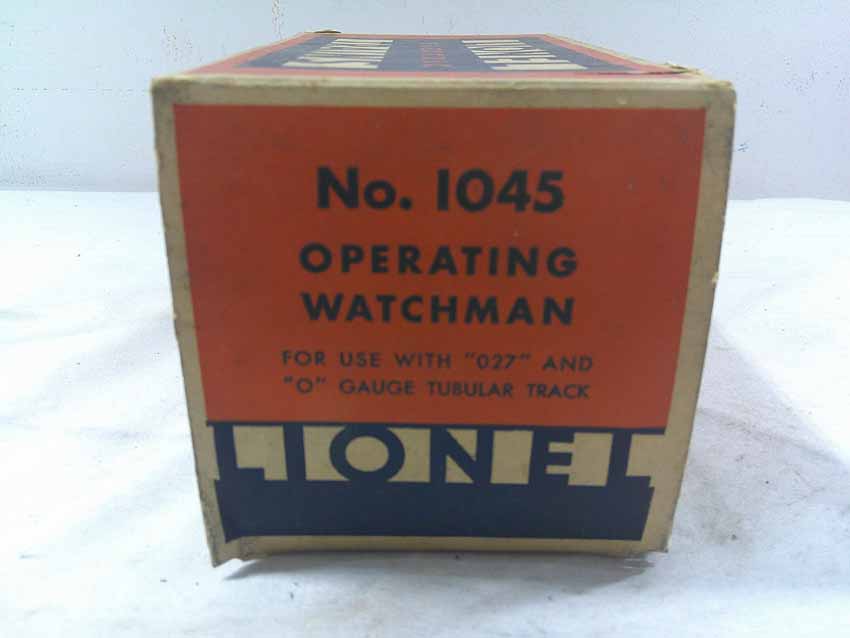 No. 1045
OPERATING
WATCHMAN
FOR USE WITH "027" AND
"O" GAUGE TUBULAR TRACK
LIONEL